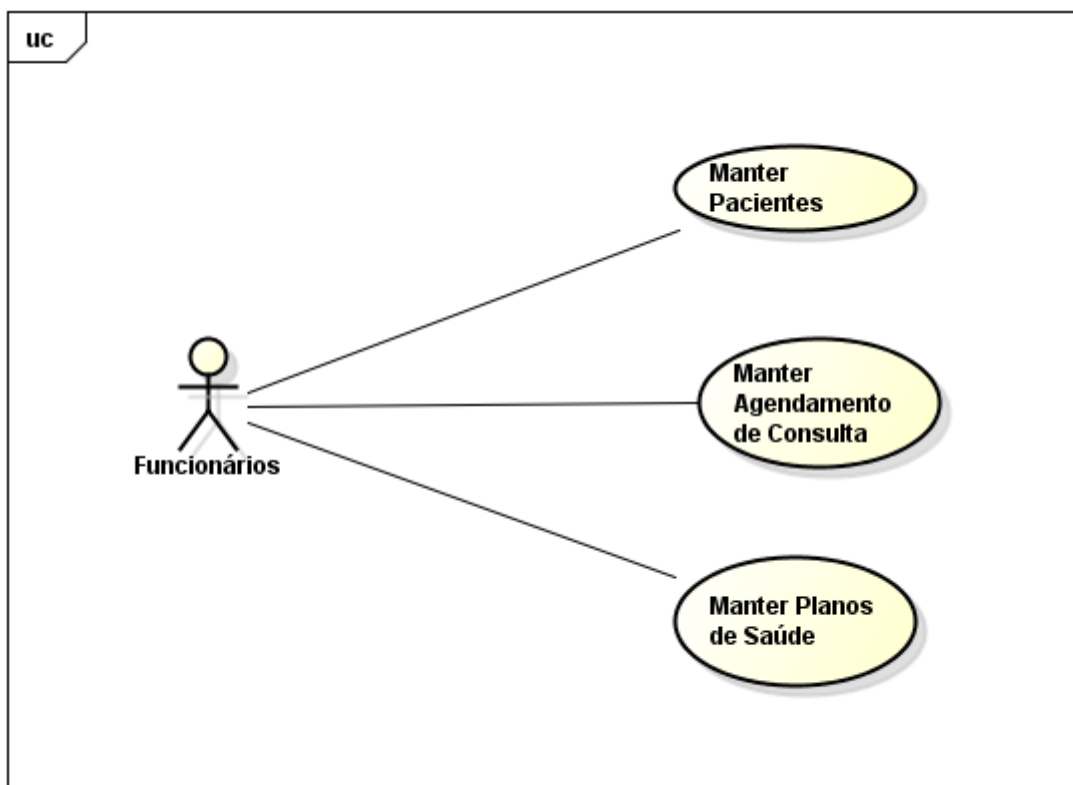 uc
Manter
Pacientes
Manter
Agendamento
de Consulta
Funcionários
Manter Planos
de Saúde